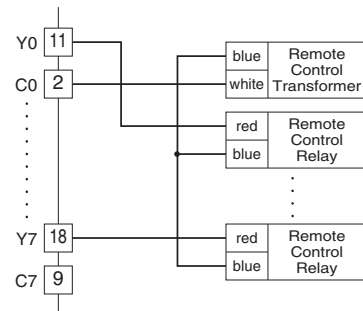 Y0 11
C0 2
Y7 18
C7 9
blue
white
Remote
Control
Transformer
red
blue
Remote
Control
Relay
red
blue
Remote
Control
Relay